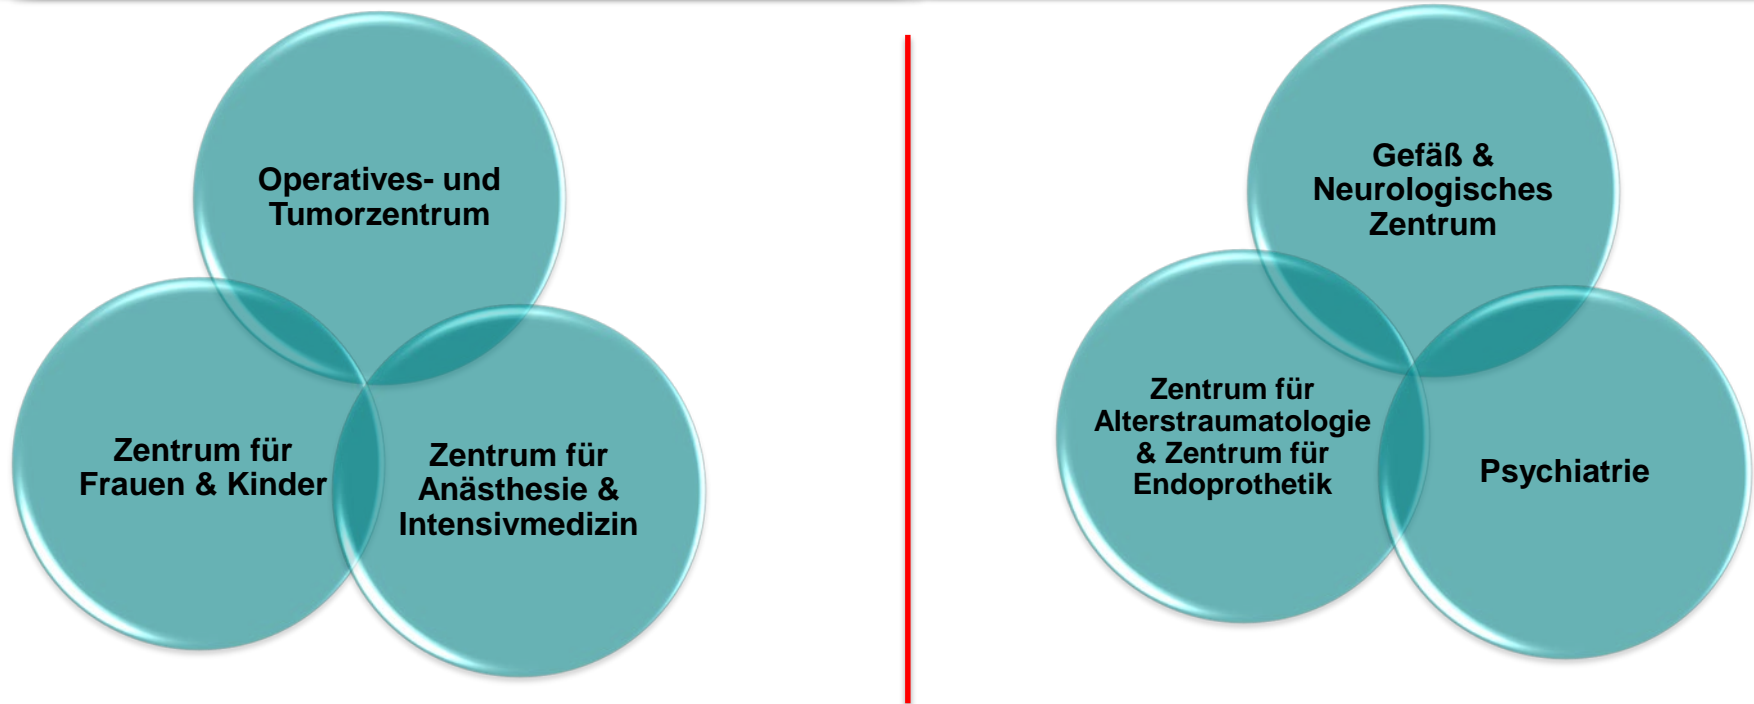 Operatives- und
Tumorzentrum
Zentrum für
Frauen & Kinder
Zentrum für
Anästhesie &
Intensivmedizin
Gefäß &
Neurologisches
Zentrum
Zentrum für
Alterstraumatologie
& Zentrum für
Endoprothetik
Psychiatrie